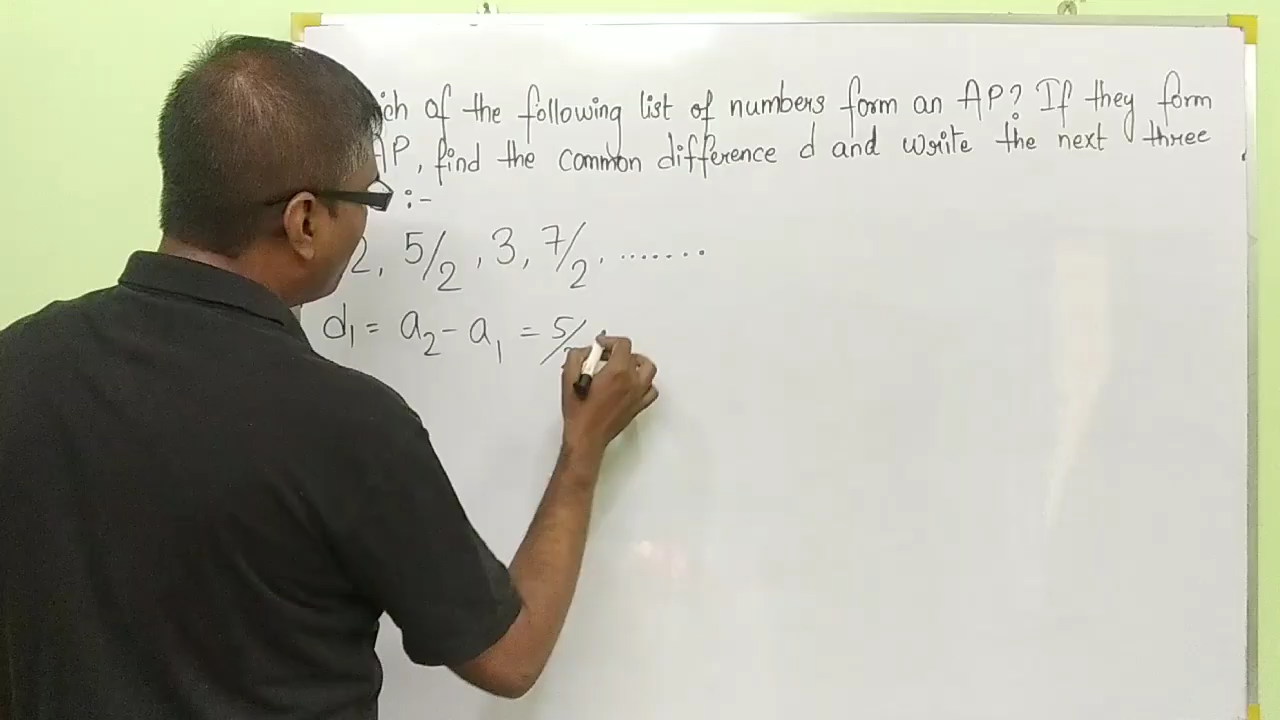 of the following list of numbers form an AP? If they form
AP, find the common difference d and write the next three
:-
2, 5/2, 3, 7/2, .......
d₁ = a₂ - a₁ = 5/